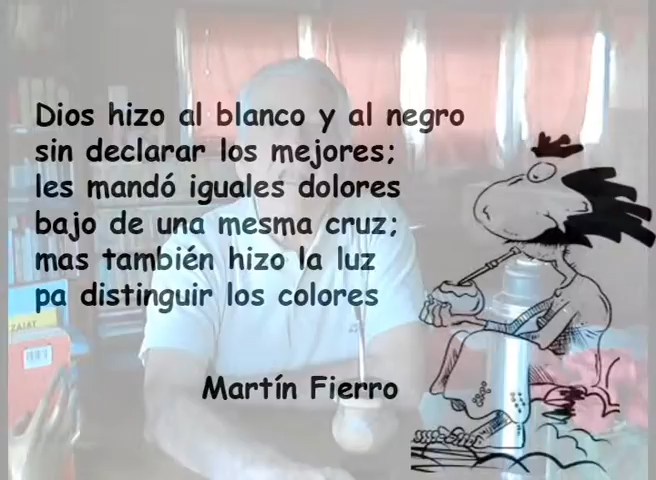 Dios hizo al blanco y al negro
sin declarar los mejores;
les mandó iguales dolores
bajo de una mesma cruz;
mas también hizo la luz
pa distinguir los colores
Martín Fierro
ZAIAT